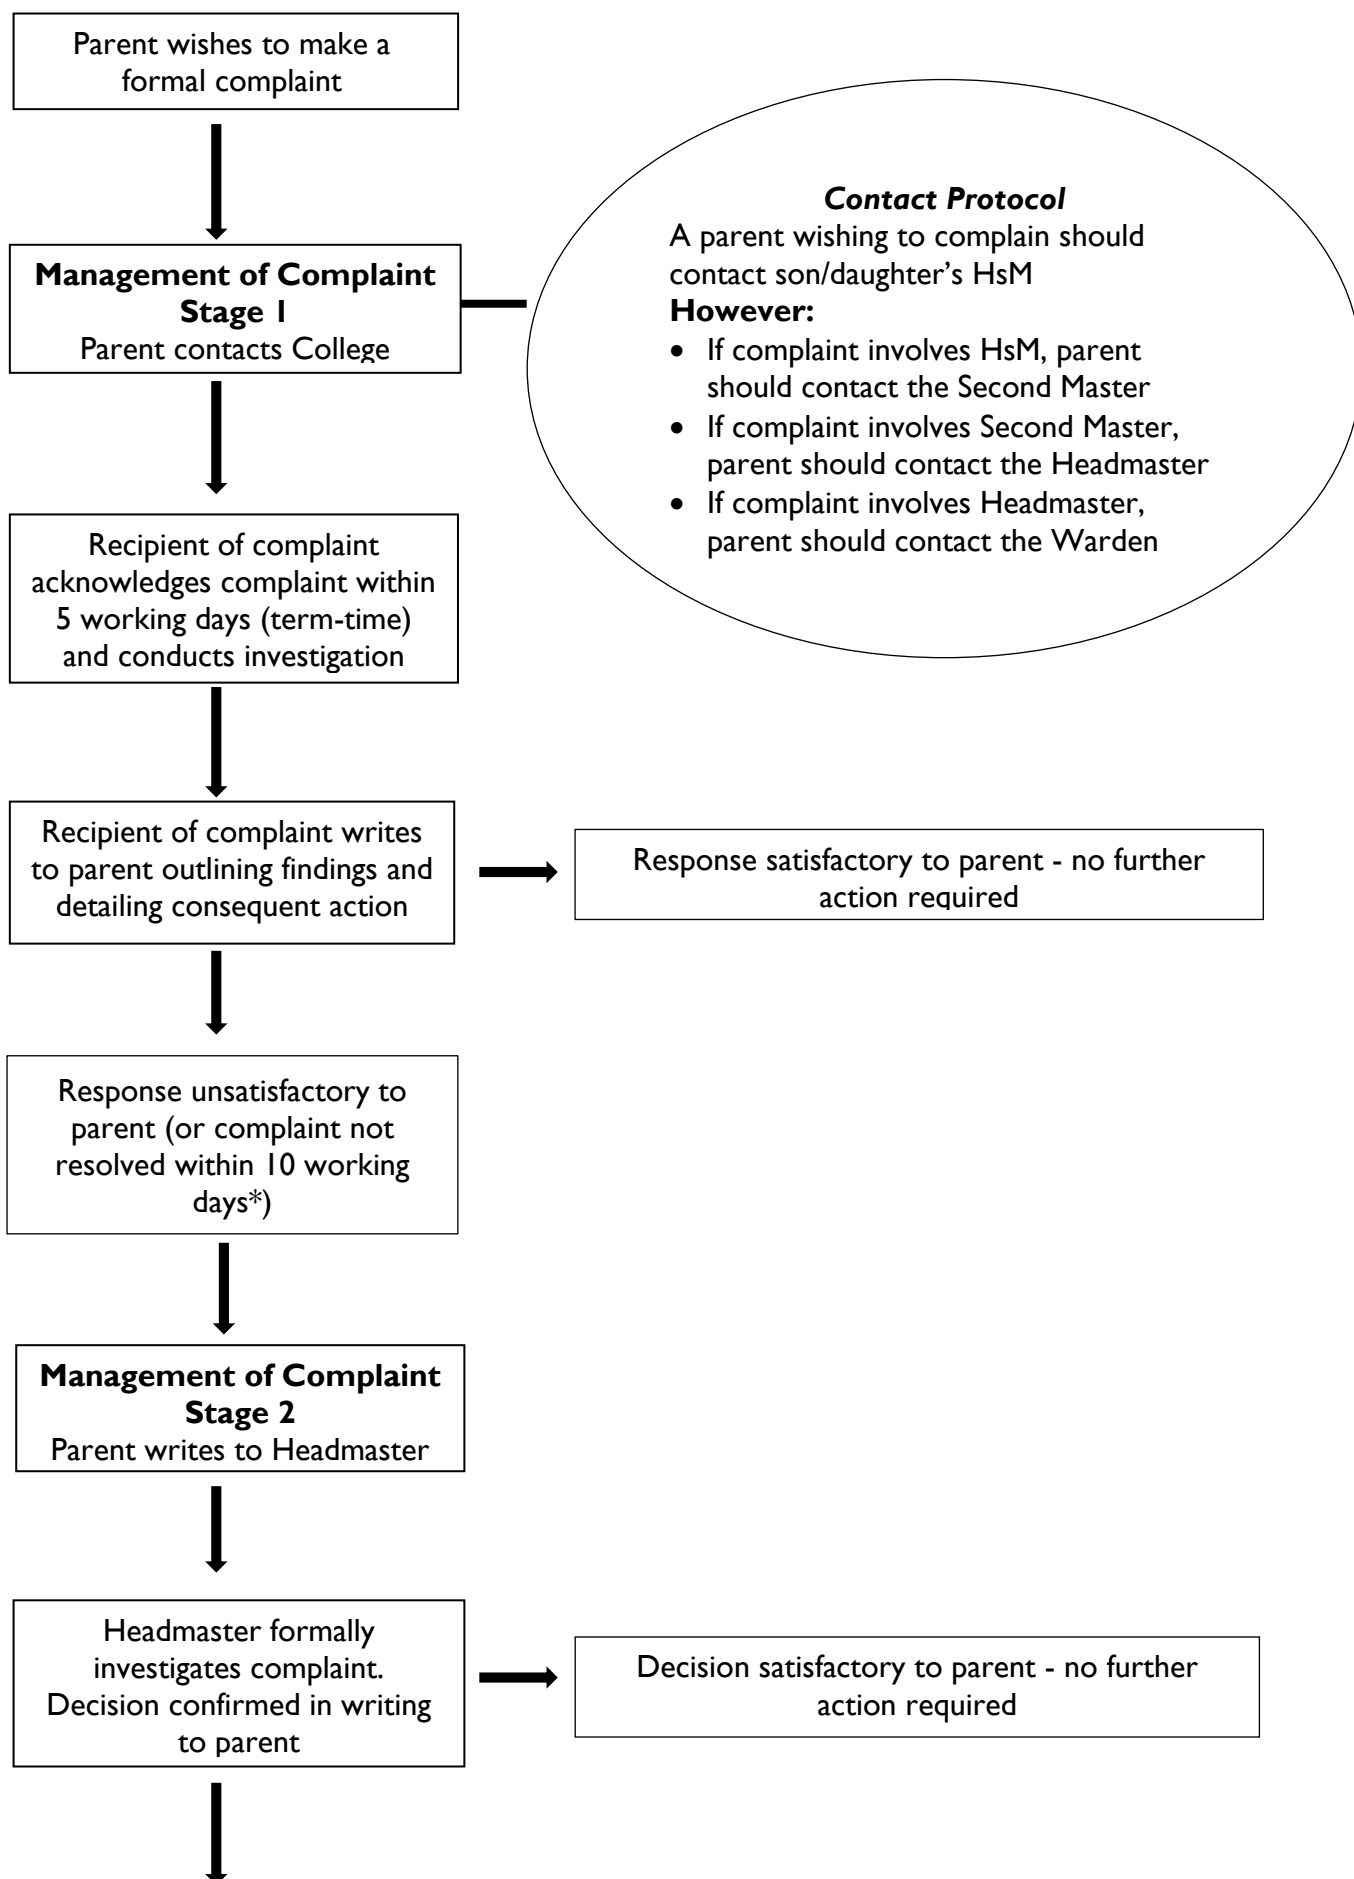 Parent wishes to make a
formal complaint
Management of Complaint
Stage 1
Parent contacts College
Contact Protocol
A parent wishing to complain should
contact son/daughter's HsM
However:
• If complaint involves HsM, parent
should contact the Second Master
• If complaint involves Second Master,
parent should contact the Headmaster
• If complaint involves Headmaster,
parent should contact the Warden
Recipient of complaint
acknowledges complaint within
5 working days (term-time)
and conducts investigation
Recipient of complaint writes
to parent outlining findings and
detailing consequent action
Response satisfactory to parent - no further
action required
Response unsatisfactory to
parent (or complaint not
resolved within 10 working
days*)
Management of Complaint
Stage 2
Parent writes to Headmaster
Headmaster formally
investigates complaint.
Decision confirmed in writing
to parent
Decision satisfactory to parent - no further
action required